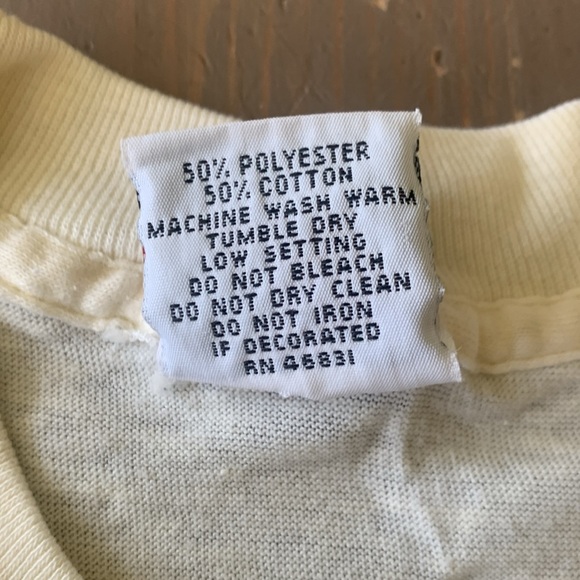 50% POLYESTER
50% COTTON
MACHINE WASH WARM
TUMBLE DRY
LOW SETTING
DO NOT BLEACH
DO NOT DRY CLEAN
DO NOT IRON
IF DECORATED
RN 46831